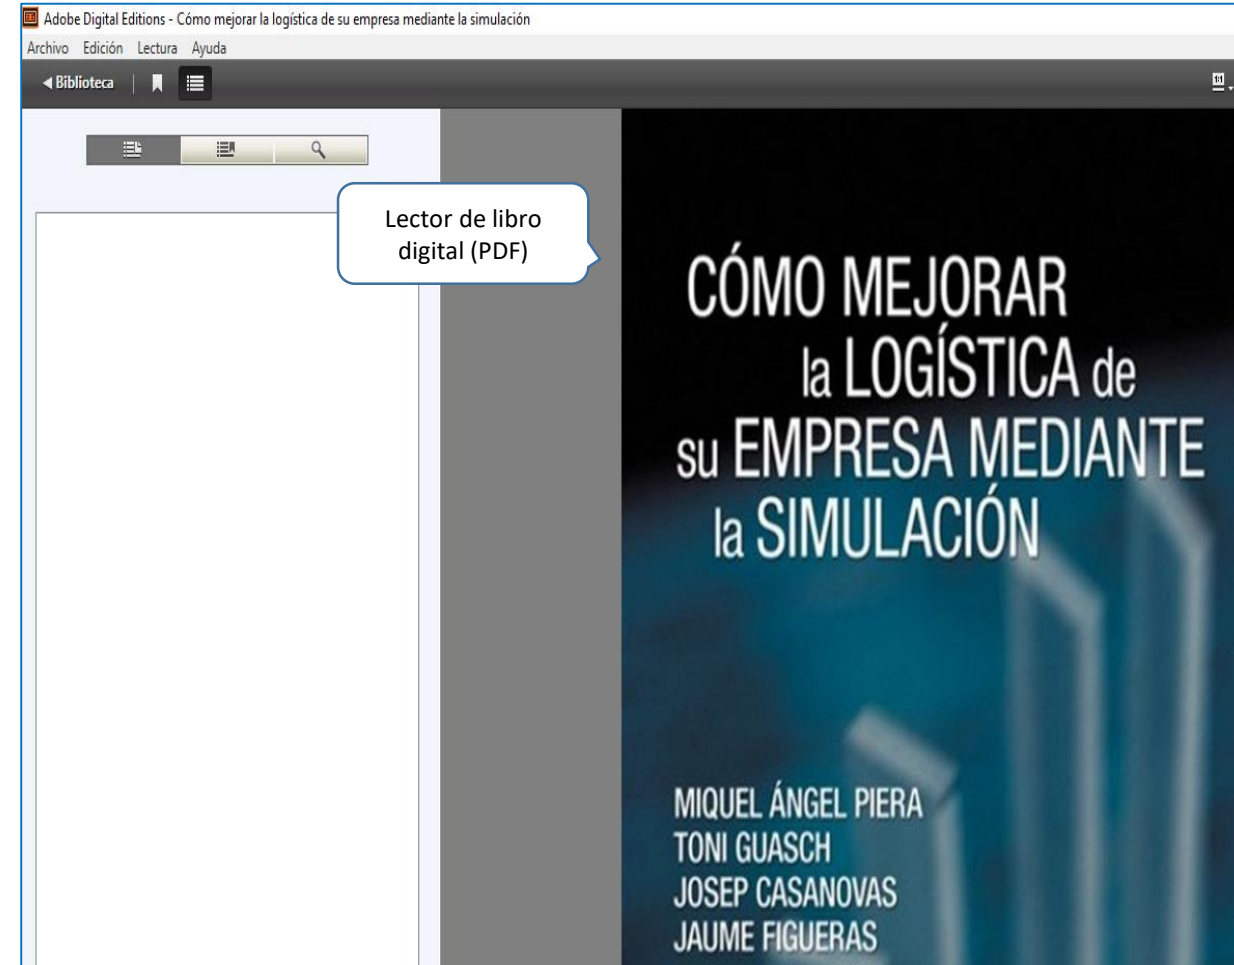 Adobe Digital Editions - Cómo mejorar la logística de su empresa mediante la simulación
Archivo Edición Lectura Ayuda
Biblioteca
1:1
Lector de libro
digital (PDF)
CÓMO MEJORAR
la LOGÍSTICA de
su EMPRESA MEDIANTE
la SIMULACIÓN
MIQUEL ÁNGEL PIERA
TONI GUASCH
JOSEP CASANOVAS
JAUME FIGUERAS